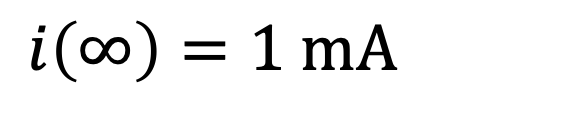 i(∞) = 1 mA